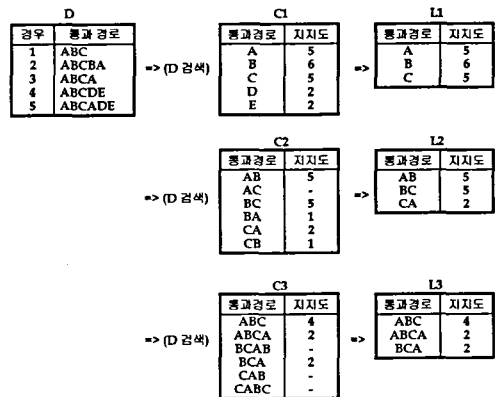 D
경우 통과 경로
1 ABC
2 ABCBA
3 ABCA
4 ABCDE
5 ABCADE
=> (D 검색)
C1
통과경로 지지도
A 5
B 6
C 5
D 2
E 2
=>
L1
통과경로 지지도
A 5
B 6
C 5
=> (D 검색)
C2
통과경로 지지도
AB 5
AC -
BC 5
BA 1
CA 2
CB 1
=>
L2
통과경로 지지도
AB 5
BC 5
CA 2
=> (D 검색)
C3
통과경로 지지도
ABC 4
ABCA 2
BCAB -
BCA 2
CAB -
CABC -
=>
L3
통과경로 지지도
ABC 4
ABCA 2
BCA 2